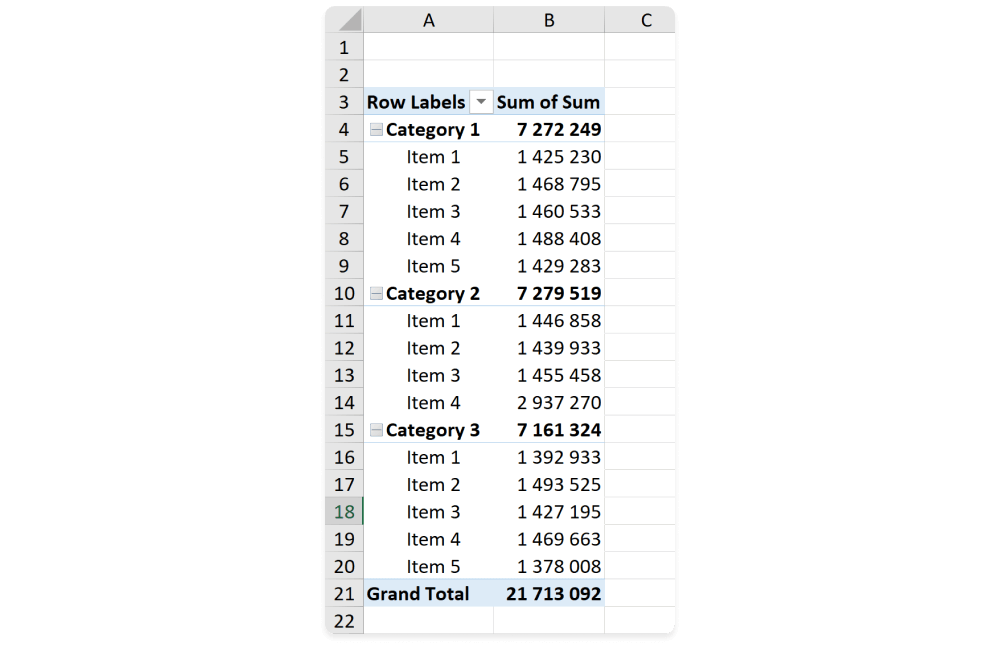 A B C
1
2
3 Row Labels Sum of Sum
4 Category 1 7 272 249
5 Item 1 1 425 230
6 Item 2 1 468 795
7 Item 3 1 460 533
8 Item 4 1 488 408
9 Item 5 1 429 283
10 Category 2 7 279 519
11 Item 1 1 446 858
12 Item 2 1 439 933
13 Item 3 1 455 458
14 Item 4 2 937 270
15 Category 3 7 161 324
16 Item 1 1 392 933
17 Item 2 1 493 525
18 Item 3 1 427 195
19 Item 4 1 469 663
20 Item 5 1 378 008
21 Grand Total 21 713 092
22